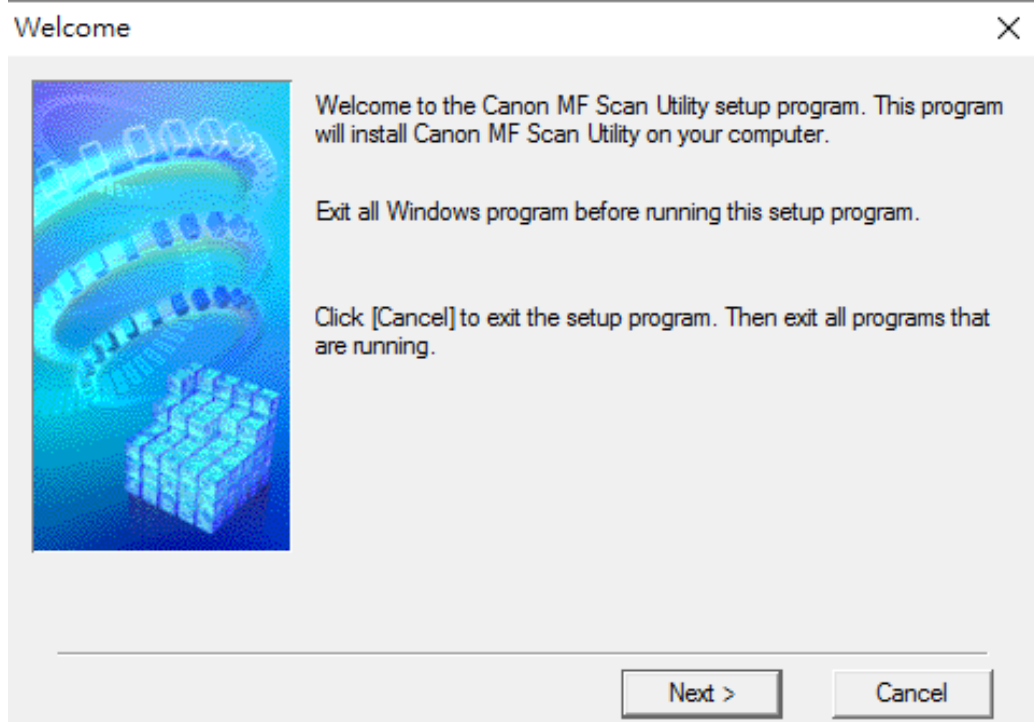 Welcome
Welcome to the Canon MF Scan Utility setup program. This program
will install Canon MF Scan Utility on your computer.
Exit all Windows program before running this setup program.
Click [Cancel] to exit the setup program. Then exit all programs that
are running.
Next >
Cancel